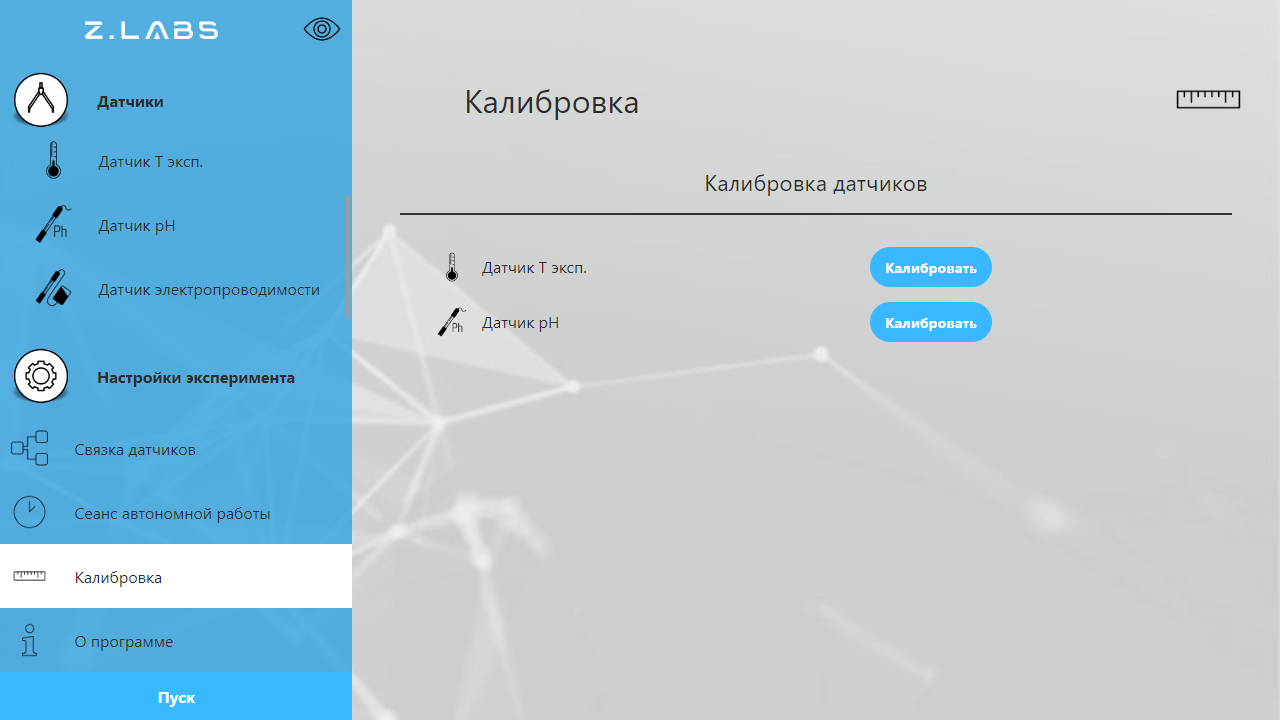 Z.LABS
Датчики
Датчик Т эксп.
Ph
Датчик pH
Датчик электропроводимости
Настройки эксперимента
Связка датчиков
Сеанс автономной работы
Калибровка
О программе
Пуск
Калибровка
Калибровка датчиков
Датчик Т эксп.
Калибровать
Ph
Датчик pH
Калибровать